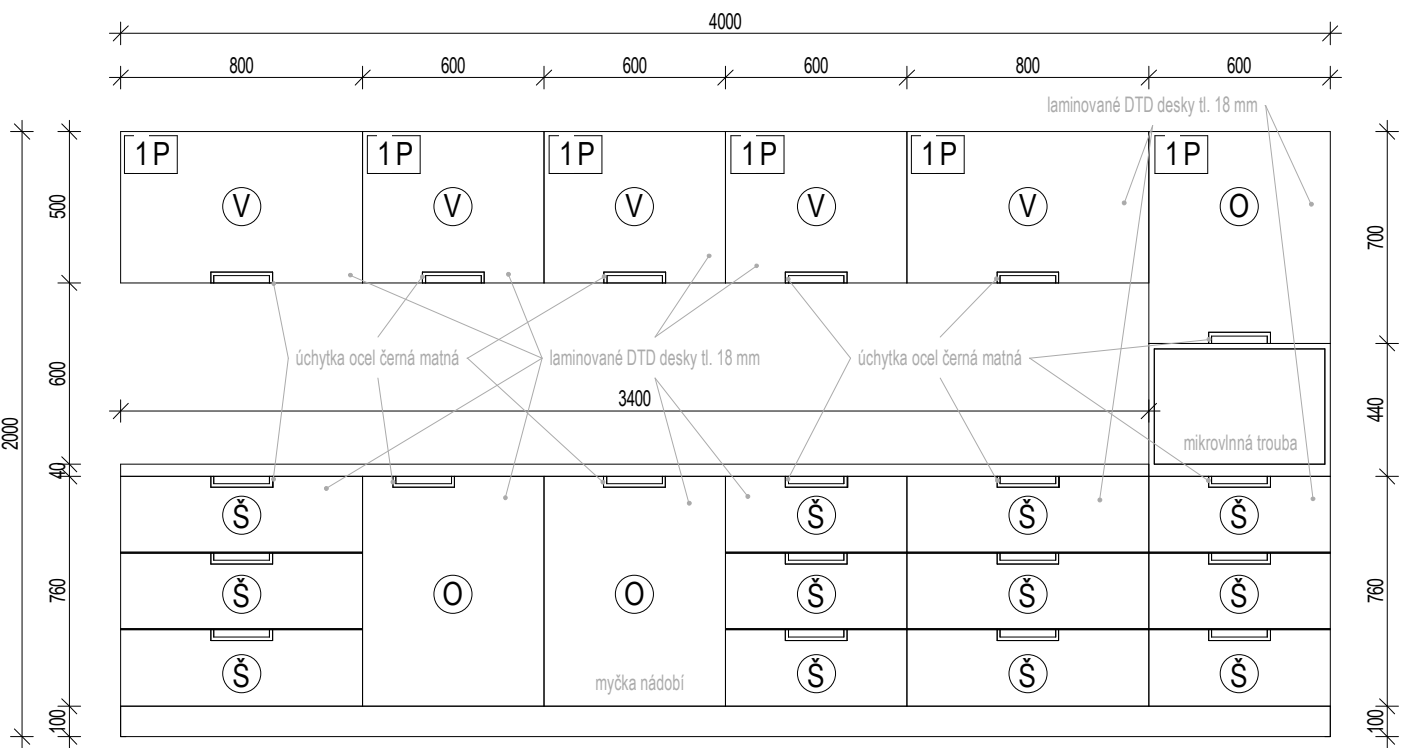 4000
800 600 600 600 800 600
laminované DTD desky tl. 18 mm
1P 1P 1P 1P 1P 1P
V V V V V O
500
700
úchytka ocel černá matná laminované DTD desky tl. 18 mm úchytka ocel černá matná
600
3400
440
2000
mikrovlnná trouba
40
Š Š Š Š
760
Š O O Š Š Š
760
Š Š Š Š
myčka nádobí
100
100